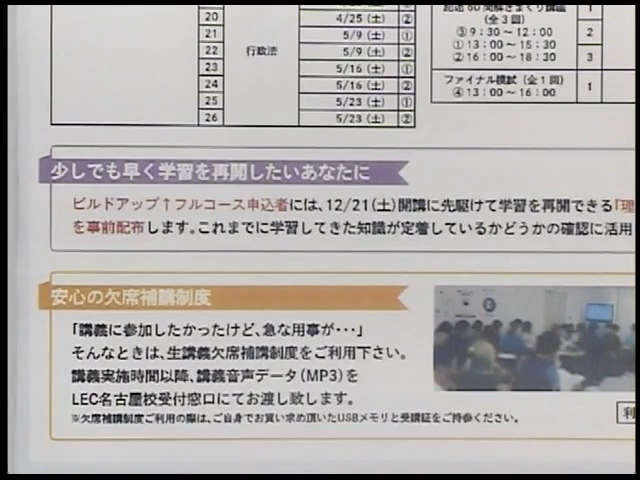 20 4/25(土) ②
21 5/9(土) ①
22 行政法 5/9(土) ②
23 5/16(土) ①
24 5/16(土) ②
25 5/23(土) ①
26 5/23(土) ②
(全3回) 1
③9:30～12:00 2
①13:00～15:30
②16:00～18:30 3
ファイナル模試(全1回) 1
④13:00～16:00
少しでも早く学習を再開したいあなたに
ビルドアップ↑フルコース申込者には、12/21(土)開講に先駆けて学習を再開できる「理
を事前配布します。これまでに学習してきた知識が定着しているかどうかの確認に活用
安心の欠席補講制度
「講義に参加したかったけど、急な用事が･･･」
そんなときは、生講義欠席補講制度をご利用下さい。
講義実施時間以降、講義音声データ(MP3)を
LEC名古屋校受付窓口にてお渡し致します。
※欠席補講制度ご利用の際は、ご自身でお買い求め頂いたUSBメモリと受講証をご持参ください。
利